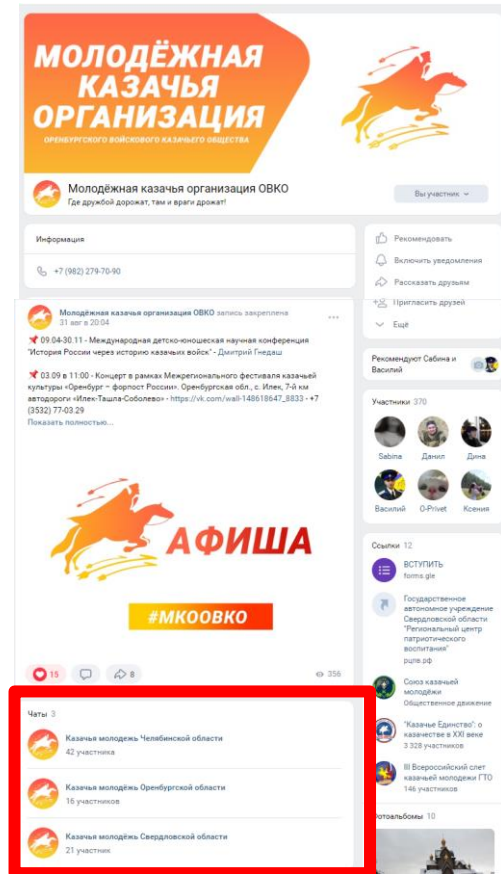 МОЛОДЁЖНАЯ
КАЗАЧЬЯ
ОРГАНИЗАЦИЯ
ОРЕНБУРГСКОГО ВОЙСКОВОГО КАЗАЧЬЕГО ОБЩЕСТВА
Молодёжная казачья организация ОВКО
Где дружбой дорожат, там и враги дрожат!
Вы участник
Информация
+7 (982) 279-70-90
Рекомендовать
Включить уведомления
Рассказать друзьям
Пригласить друзей
Ещё
Молодёжная казачья организация ОВКО запись закреплена
31 авг в 20:04
09.04-30.11 - Международная детско-юношеская научная конференция
"История России через историю казачьих войск" - Дмитрий Гнедаш
03.09 в 11:00 - Концерт в рамках Межрегионального фестиваля казачьей
культуры «Оренбург – форпост России». Оренбургская обл., с. Илек, 7-й км
автодороги «Илек-Ташла-Соболево» - https://vk.com/wall-148618647_8833 - +7
(3532) 77-03.29
Показать полностью...
АФИША
#МКООВКО
15
8
356
Чаты 3
Казачья молодежь Челябинской области
42 участника
Казачья молодёжь Оренбургской области
16 участников
Казачья молодёжь Свердловской области
21 участник
Рекомендуют Сабина и
Василий
Участники 370
Sabina Данил Дина
Василий O-Privet Ксения
Ссылки 12
ВСТУПИТЬ
forms.gle
Государственное
автономное учреждение
Свердловской области
"Региональный центр
патриотического
воспитания"
рцпв.рф
Союз казачьей
молодёжи
Общественное движение
"Казачье Единство": о
казачестве в XXI веке
3 328 участников
III Всероссийский слет
казачьей молодежи ГТО
146 участников
Фотоальбомы 10